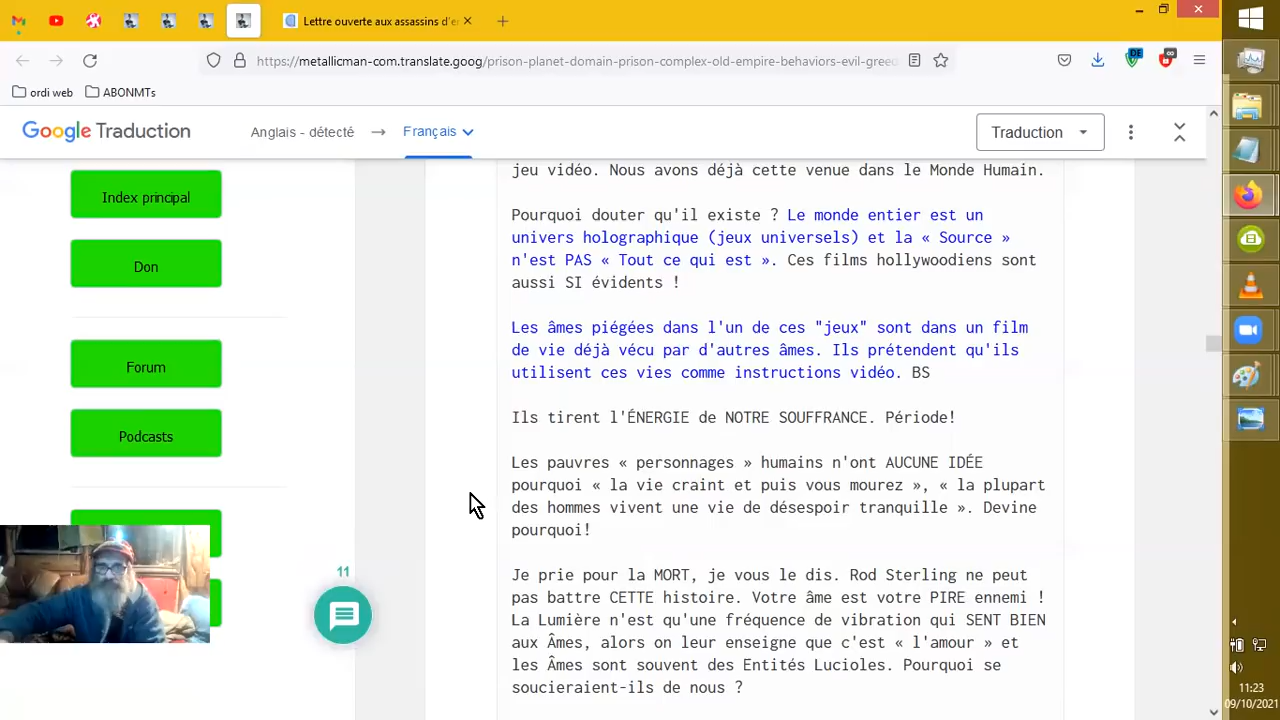 Lettre ouverte aux assassins d'e
https://metallicman-com.translate.goog/prison-planet-domain-prison-complex-old-empire-behaviors-evil-greed
ordi web
ABONMTs
Google Traduction
Anglais - détecté
Français
Traduction
Index principal
Don
Forum
Podcasts
jeu vidéo. Nous avons déjà cette venue dans le Monde Humain.
Pourquoi douter qu'il existe ? Le monde entier est un
univers holographique (jeux universels) et la « Source »
n'est PAS « Tout ce qui est ». Ces films hollywoodiens sont
aussi SI évidents !
Les âmes piégées dans l'un de ces "jeux" sont dans un film
de vie déjà vécu par d'autres âmes. Ils prétendent qu'ils
utilisent ces vies comme instructions vidéo. BS
Ils tirent l'ÉNERGIE de NOTRE SOUFFRANCE. Période!
Les pauvres « personnages » humains n'ont AUCUNE IDÉE
pourquoi « la vie craint et puis vous mourez », « la plupart
des hommes vivent une vie de désespoir tranquille ». Devine
pourquoi!
Je prie pour la MORT, je vous le dis. Rod Sterling ne peut
pas battre CETTE histoire. Votre âme est votre PIRE ennemi !
La Lumière n'est qu'une fréquence de vibration qui SENT BIEN
aux Âmes, alors on leur enseigne que c'est « l'amour » et
les Âmes sont souvent des Entités Lucioles. Pourquoi se
soucieraient-ils de nous ?
11
DE
11:23
09/10/2021